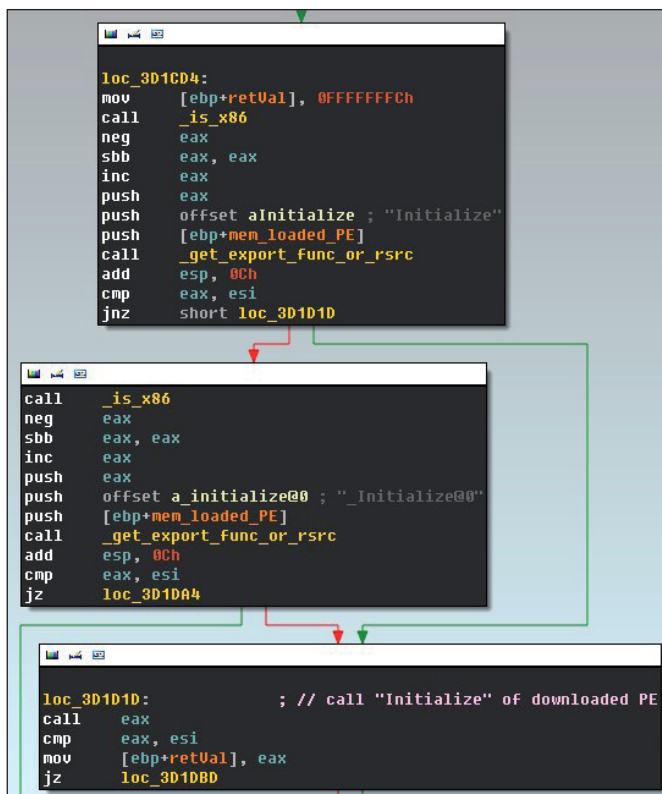 loc_3D1CD4:
mov [ebp+retVal], 0FFFFFFFCh
call _is_x86
neg eax
sbb eax, eax
inc eax
push eax
push offset aInitialize ; "Initialize"
push [ebp+mem_loaded_PE]
call _get_export_func_or_rsrc
add esp, 0Ch
cmp eax, esi
jnz short loc_3D1D1D
call _is_x86
neg eax
sbb eax, eax
inc eax
push eax
push offset a_initialize@0 ; "_Initialize@0"
push [ebp+mem_loaded_PE]
call _get_export_func_or_rsrc
add esp, 0Ch
cmp eax, esi
jz loc_3D1DA4
loc_3D1D1D: ; // call "Initialize" of downloaded PE
call eax
cmp eax, esi
mov [ebp+retVal], eax
jz loc_3D1DBD